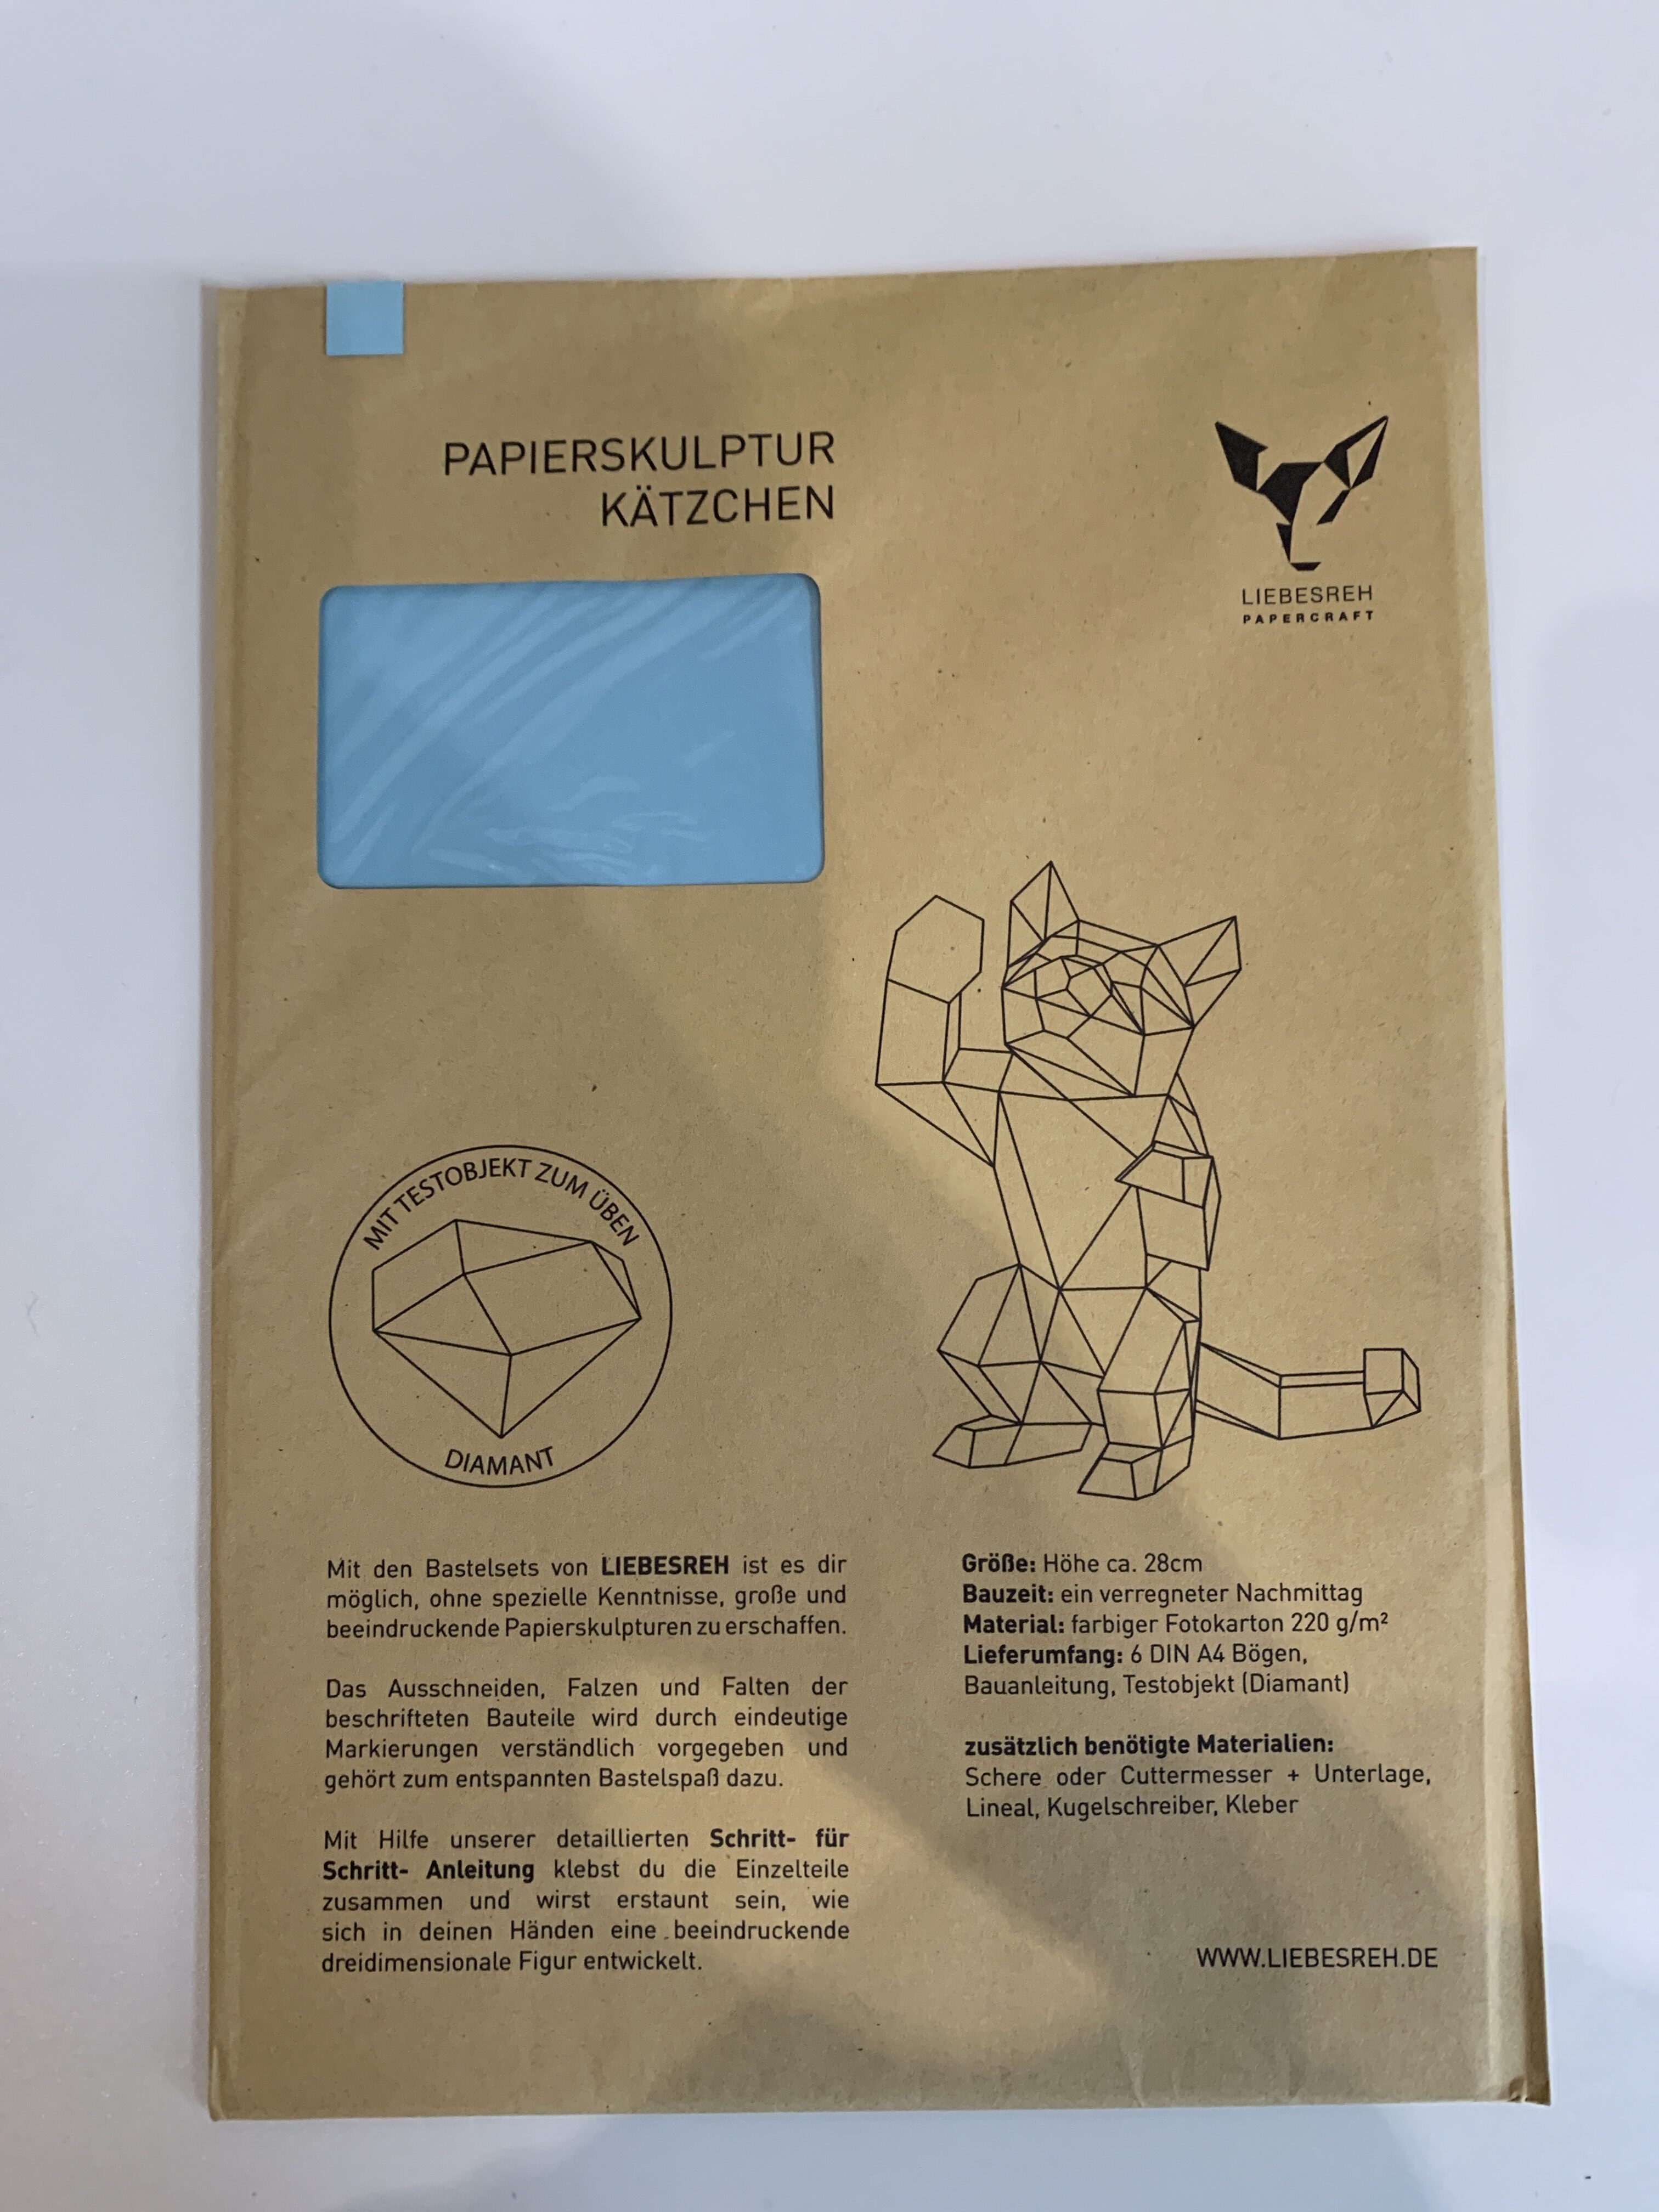 PAPIERSKULPTUR
KÄTZCHEN
LIEBESREH
PAPERCRAFT
MIT TESTOBJEKT ZUM ÜBEN
DIAMANT
Mit den Bastelsets von LIEBESREH ist es dir
möglich, ohne spezielle Kenntnisse, große und
beeindruckende Papierskulpturen zu erschaffen.
Das Ausschneiden, Falzen und Falten der
beschrifteten Bauteile wird durch eindeutige
Markierungen verständlich vorgegeben und
gehört zum entspannten Bastelspaß dazu.
Mit Hilfe unserer detaillierten Schritt- für
Schritt- Anleitung klebst du die Einzelteile
zusammen und wirst erstaunt sein, wie
sich in deinen Händen eine beeindruckende
dreidimensionale Figur entwickelt.
Größe: Höhe ca. 28cm
Bauzeit: ein verregneter Nachmittag
Material: farbiger Fotokarton 220 g/m²
Lieferumfang: 6 DIN A4 Bögen,
Bauanleitung, Testobjekt (Diamant)
zusätzlich benötigte Materialien:
Schere oder Cuttermesser + Unterlage,
Lineal, Kugelschreiber, Kleber
WWW.LIEBESREH.DE